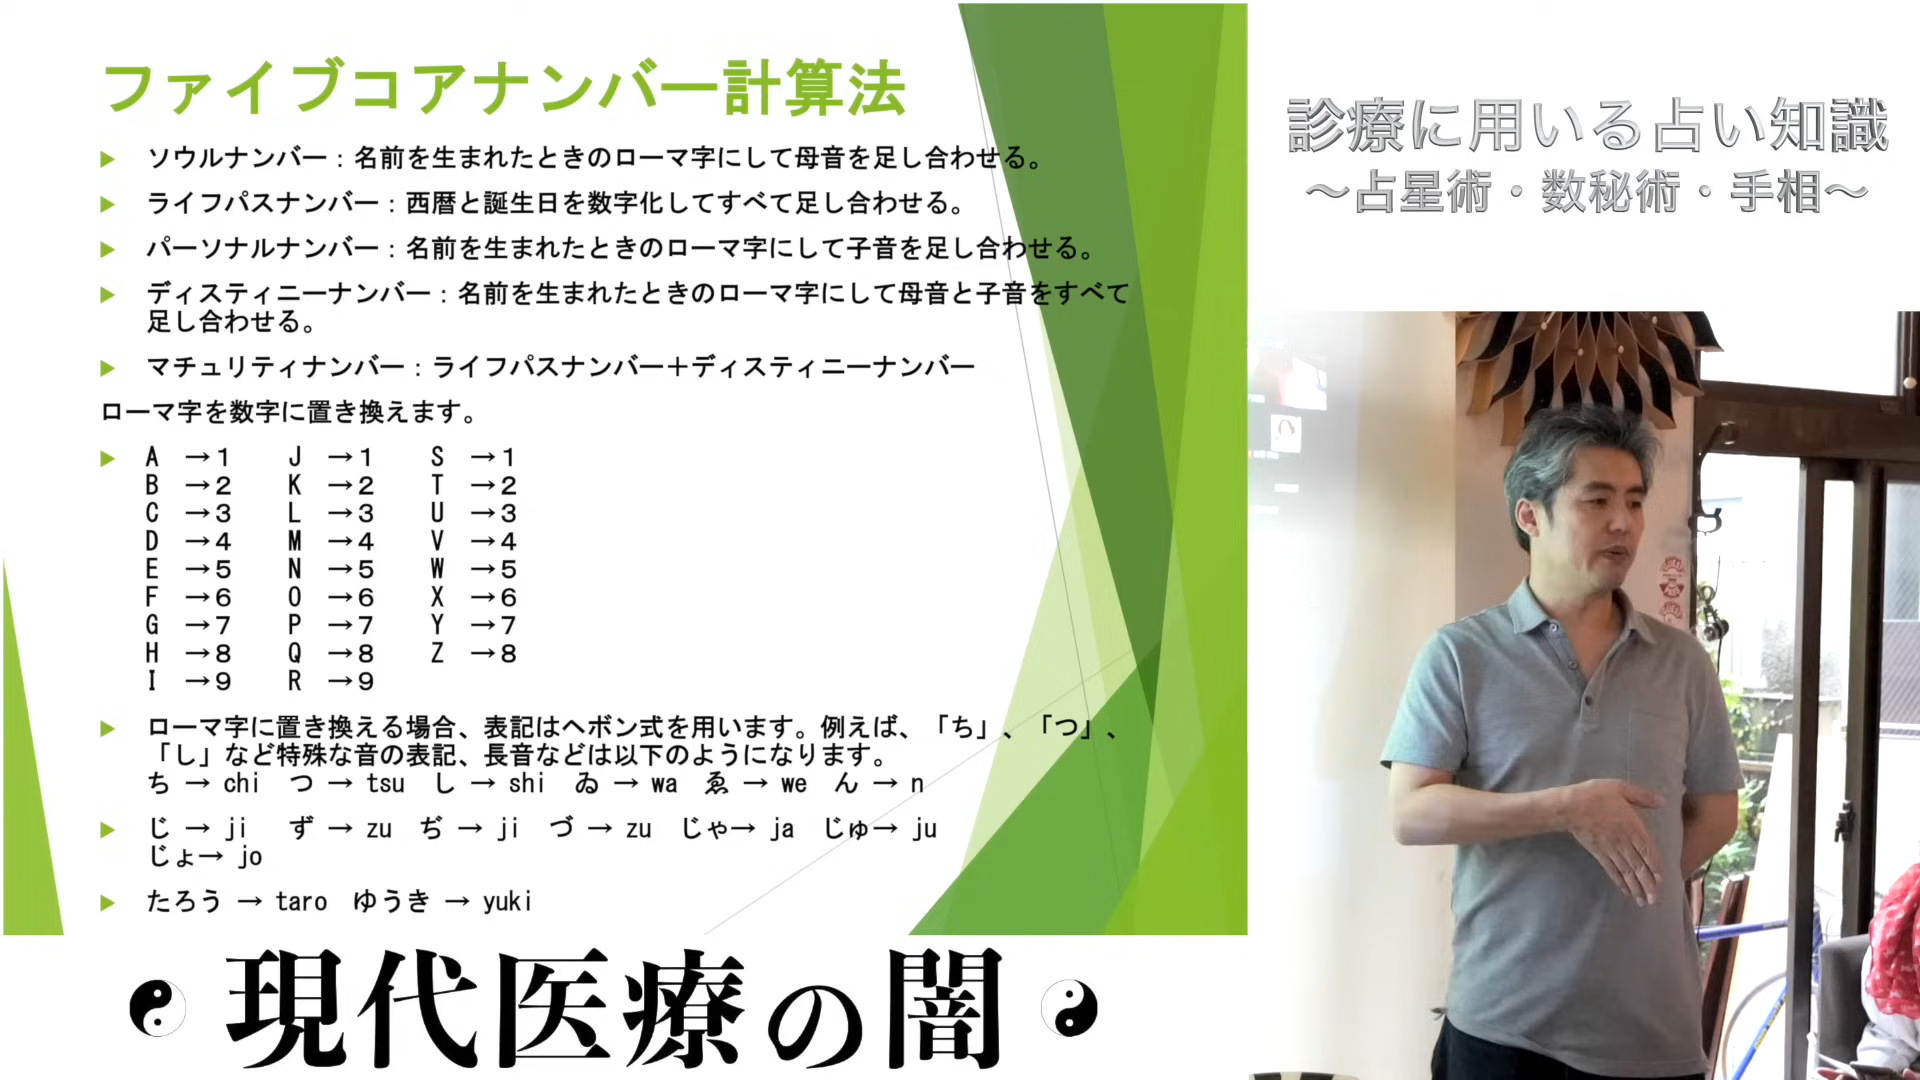 ファイブコアナンバー計算法
ソウルナンバー：名前を生まれたときのローマ字にして母音を足し合わせる。
ライフパスナンバー：西暦と誕生日を数字化してすべて足し合わせる。
パーソナルナンバー：名前を生まれたときのローマ字にして子音を足し合わせる。
ディスティニーナンバー：名前を生まれたときのローマ字にして母音と子音をすべて
足し合わせる。
マチュリティナンバー：ライフパスナンバー＋ディスティニーナンバー
ローマ字を数字に置き換えます。
A →1 J →1 S →1
B →2 K →2 T →2
C →3 L →3 U →3
D →4 M →4 V →4
E →5 N →5 W →5
F →6 O →6 X →6
G →7 P →7 Y →7
H →8 Q →8 Z →8
I →9 R →9
ローマ字に置き換える場合、表記はヘボン式を用います。例えば、「ち」、「つ」、
「し」など特殊な音の表記、長音などは以下のようになります。
ち → chi つ → tsu し → shi ゐ → wa ゑ → we ん → n
じ → ji ず → zu ぢ → ji づ → zu じゃ→ ja じゅ→ ju
じょ→ jo
たろう → taro ゆうき → yuki
現代医療の闇
診療に用いる占い知識
～占星術・数秘術・手相～